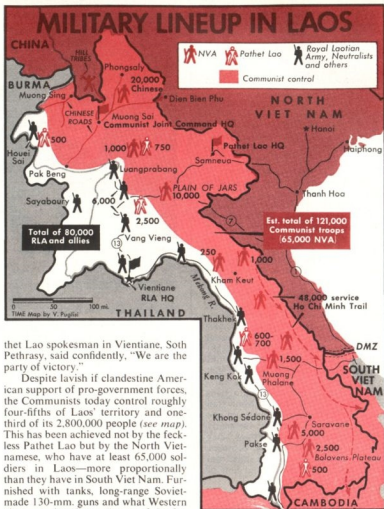 MILITARY LINEUP IN LAOS
CHINA
HILL
TRIBES
NVA
Pathet Lao
Royal Laotian
Army, Neutralists
and others
Communist control
Phongsaly
20,000
Chinese
BURMA
Muong Sing
Dien Bien Phu
NORTH
VIET NAM
CHINESE
ROADS
Muong Sai
Communist Joint Command HQ
Hanoi
500
1,000
750
Pathet Lao HQ
Haiphong
Houei
Sai
Samneua
Pak Beng
Luangprabang
PLAIN OF JARS
10,000
Thanh Hoa
Sayaboury
6,000
2,500
7
Est. total of 121,000
Communist troops
(65,000 NVA)
Total of 80,000
RLA and allies
13
Vang Vieng
250
1,000
Kham Keut
Vientiane
RLA HQ
Mekong R.
48,000 service
Ho Chi Minh Trail
0
50
TIME Map by V. Puglisi
THAILAND
Thakhek
DMZ
600-
700
1,500
SOUTH
VIET
NAM
Keng Kok
Muong
Phalane
13
Khong Sédone
Saravane
5,000
Pakse
2,500
Bolovens Plateau
500
CAMBODIA
thet Lao spokesman in Vientiane, Soth
Pethrasy, said confidently, "We are the
party of victory."
Despite lavish if clandestine Amer-
ican support of pro-government forces,
the Communists today control roughly
four-fifths of Laos' territory and one-
third of its 2,800,000 people (see map).
This has been achieved not by the feck-
less Pathet Lao but by the North Viet-
namese, who have at least 65,000 sol-
diers in Laos—more proportionally
than they have in South Viet Nam. Fur-
nished with tanks, long-range Soviet-
made 130-mm. guns and what Western